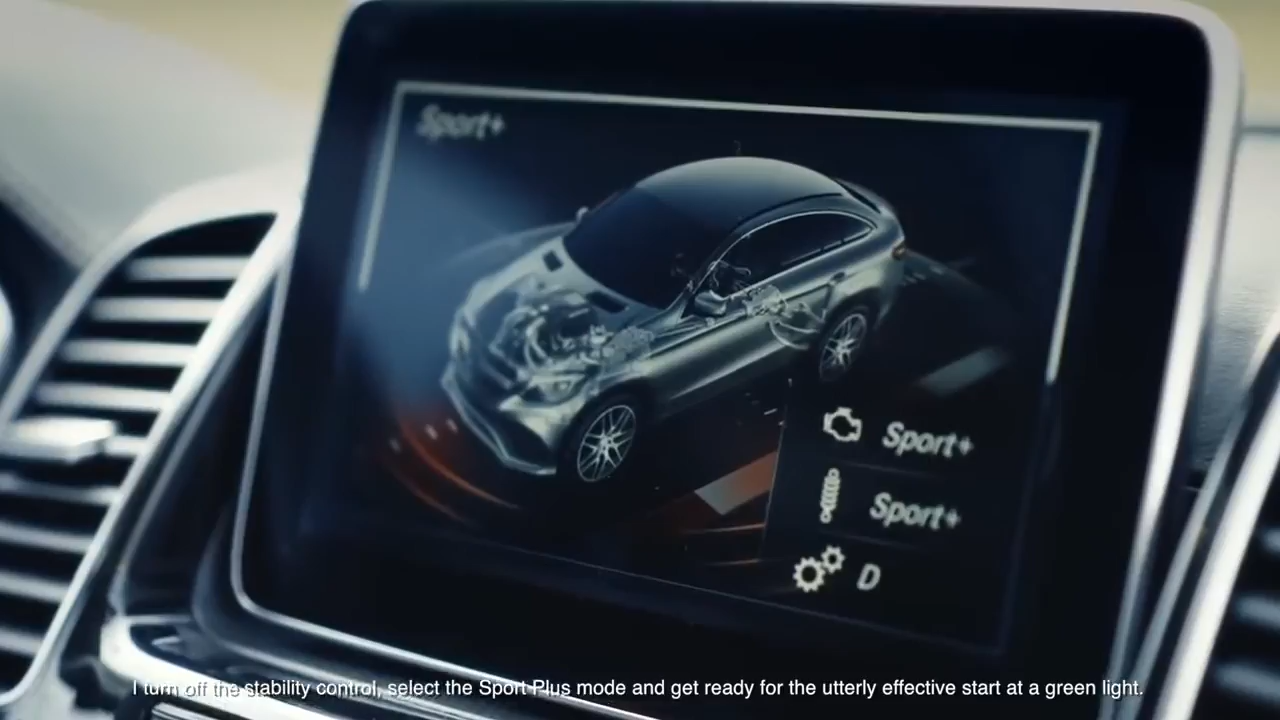 Sport+
Sport+
Sport+
D
I turn off the stability control, select the Sport Plus mode and get ready for the utterly effective start at a green light.